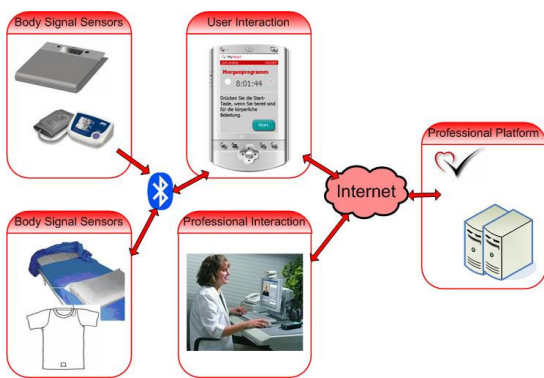 Body Signal Sensors
User Interaction
MyHeart
Morgenprogramm
8:01:44
Drücken Sie die Start-
Taste, wenn Sie bereit sind
für die körperliche
Belastung.
Start
Professional Platform
Internet
Body Signal Sensors
Professional Interaction